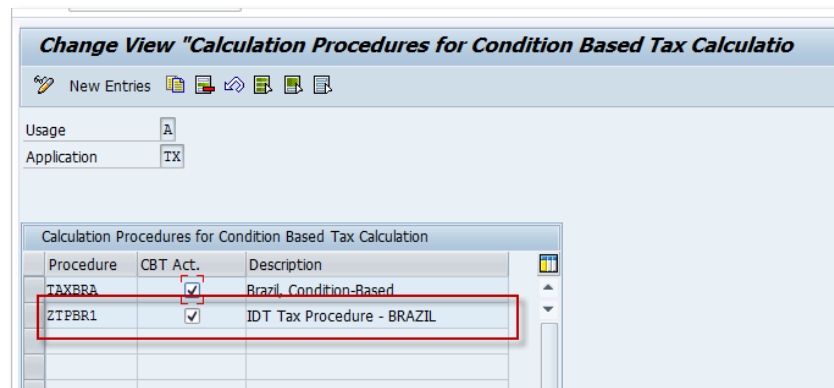 Change View "Calculation Procedures for Condition Based Tax Calculatio
New Entries
Usage A
Application TX
Calculation Procedures for Condition Based Tax Calculation
Procedure CBT Act. Description
TAXBRA Brazil, Condition-Based
ZTPBR1 IDT Tax Procedure - BRAZIL